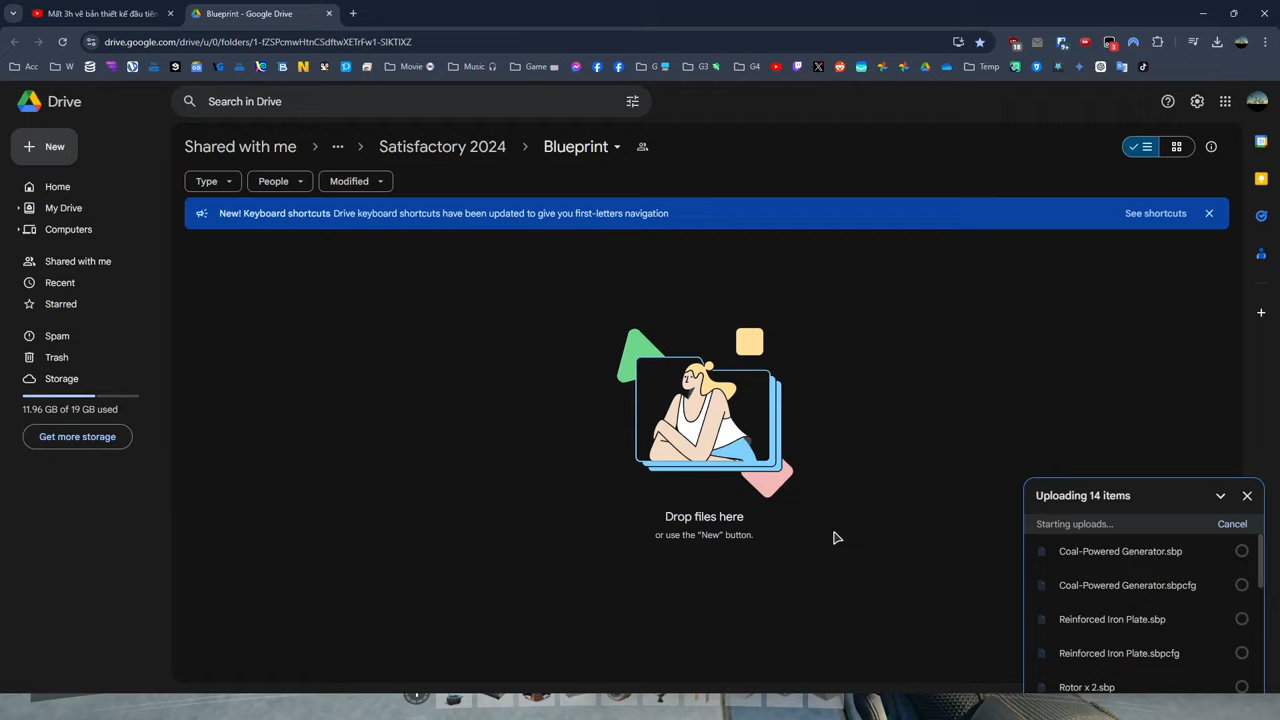 Mất 3h vẽ bản thiết kế đầu tiên
Blueprint - Google Drive
drive.google.com/drive/u/0/folders/1-fZSPcmwHtnCSdftwXETrFw1-SIKTIXZ
18
9+
3
Acc
W
Movie
Music
Game
G
G3
G4
Temp
Drive
Search in Drive
New
Home
My Drive
Computers
Shared with me
Recent
Starred
Spam
Trash
Storage
11.96 GB of 19 GB used
Get more storage
Shared with me
Satisfactory 2024
Blueprint
Type
People
Modified
New! Keyboard shortcuts Drive keyboard shortcuts have been updated to give you first-letters navigation
See shortcuts
Drop files here
or use the “New” button.
Uploading 14 items
Starting uploads...
Cancel
Coal-Powered Generator.sbp
Coal-Powered Generator.sbpcfg
Reinforced Iron Plate.sbp
Reinforced Iron Plate.sbpcfg
Rotor x 2.sbp